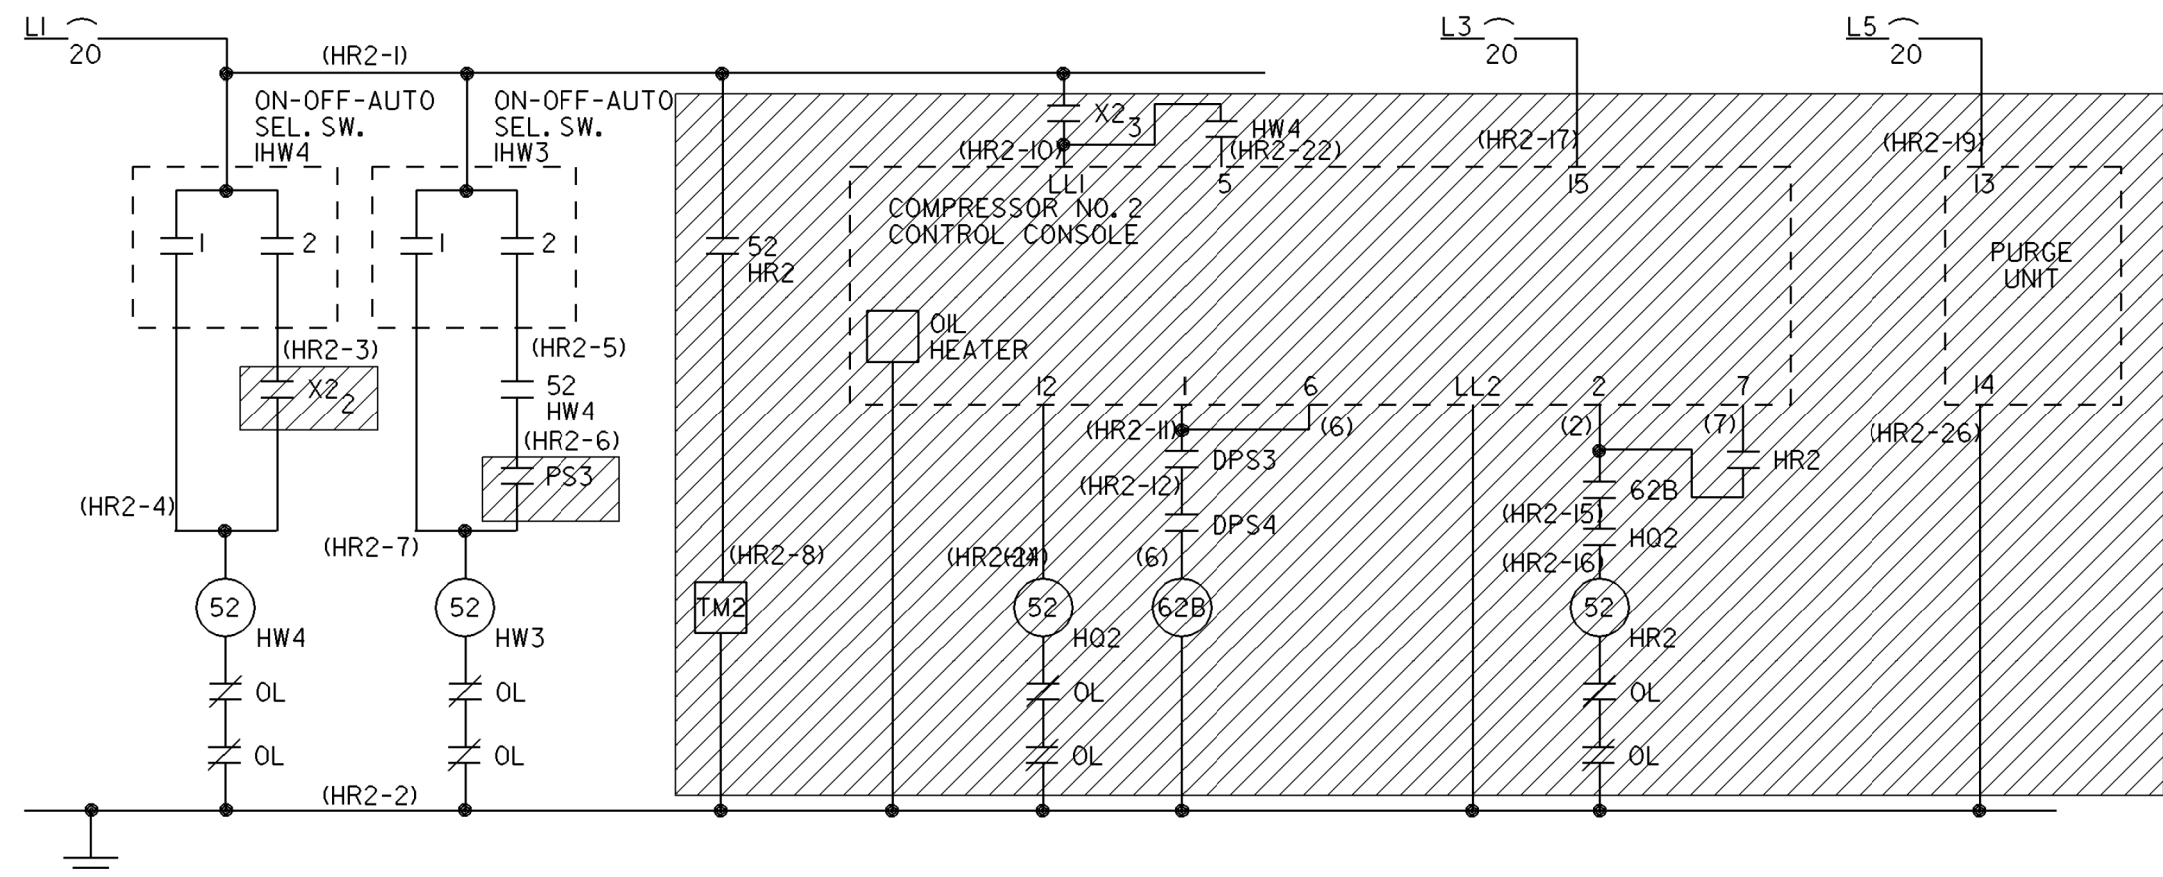 L1
20
(HR2-1)
L3
20
L5
20
ON-OFF-AUTO
SEL. SW.
1HW4
ON-OFF-AUTO
SEL. SW.
1HW3
X2
3
HW4
(HR2-10)
(HR2-22)
(HR2-17)
(HR2-19)
LL1
5
15
13
COMPRESSOR NO. 2
CONTROL CONSOLE
1
2
1
2
52
HR2
PURGE
UNIT
OIL
HEATER
(HR2-3)
(HR2-5)
X2
2
52
HW4
12
1
6
LL2
2
7
14
(HR2-6)
(HR2-11)
(6)
(2)
(7)
(HR2-26)
PS3
DPS3
HR2
(HR2-12)
62B
(HR2-4)
(HR2-15)
DPS4
HQ2
(HR2-7)
(HR2-8)
(6)
(HR2-16)
52
52
TM2
52
62B
52
HW4
HW3
HQ2
HR2
OL
OL
OL
OL
OL
OL
OL
OL
(HR2-2)